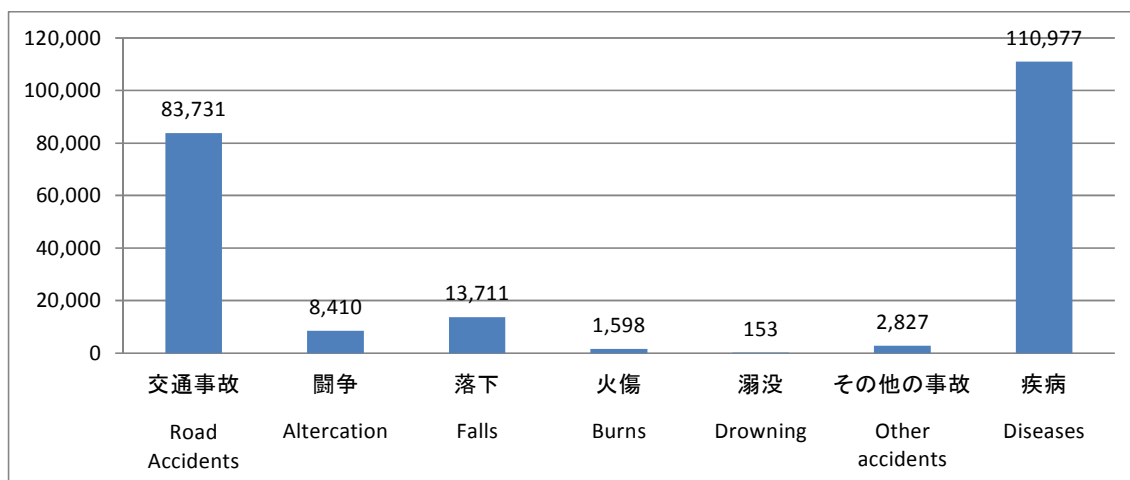 120,000
100,000
80,000
60,000
40,000
20,000
0
83,731
8,410
13,711
1,598
153
2,827
110,977
交通事故 闘争 落下 火傷 溺没 その他の事故 疾病
Road Accidents
Altercation
Falls
Burns
Drowning
Other accidents
Diseases